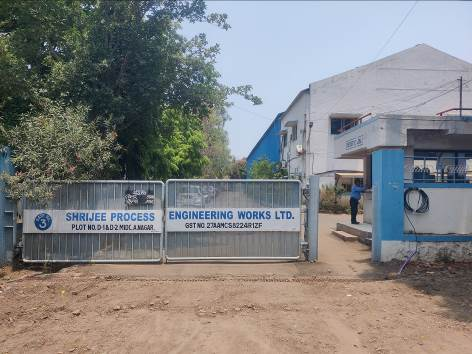 SHRIJEE PROCESS
PLOT NO. D-1&D-2 MIDC, A.NAGAR.
ENGINEERING WORKS LTD.
GST NO. 27AAMCS8224R1ZF